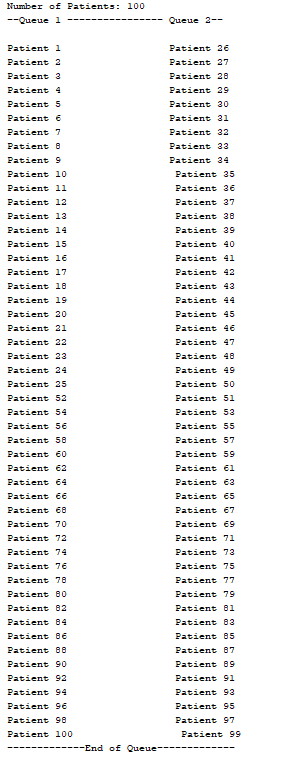 Number of Patients: 100
--Queue 1 ---------------- Queue 2--
Patient 1                  Patient 26
Patient 2                  Patient 27
Patient 3                  Patient 28
Patient 4                  Patient 29
Patient 5                  Patient 30
Patient 6                  Patient 31
Patient 7                  Patient 32
Patient 8                  Patient 33
Patient 9                  Patient 34
Patient 10                  Patient 35
Patient 11                  Patient 36
Patient 12                  Patient 37
Patient 13                  Patient 38
Patient 14                  Patient 39
Patient 15                  Patient 40
Patient 16                  Patient 41
Patient 17                  Patient 42
Patient 18                  Patient 43
Patient 19                  Patient 44
Patient 20                  Patient 45
Patient 21                  Patient 46
Patient 22                  Patient 47
Patient 23                  Patient 48
Patient 24                  Patient 49
Patient 25                  Patient 50
Patient 52                  Patient 51
Patient 54                  Patient 53
Patient 56                  Patient 55
Patient 58                  Patient 57
Patient 60                  Patient 59
Patient 62                  Patient 61
Patient 64                  Patient 63
Patient 66                  Patient 65
Patient 68                  Patient 67
Patient 70                  Patient 69
Patient 72                  Patient 71
Patient 74                  Patient 73
Patient 76                  Patient 75
Patient 78                  Patient 77
Patient 80                  Patient 79
Patient 82                  Patient 81
Patient 84                  Patient 83
Patient 86                  Patient 85
Patient 88                  Patient 87
Patient 90                  Patient 89
Patient 92                  Patient 91
Patient 94                  Patient 93
Patient 96                  Patient 95
Patient 98                  Patient 97
Patient 100                  Patient 99
-------------End of Queue-------------